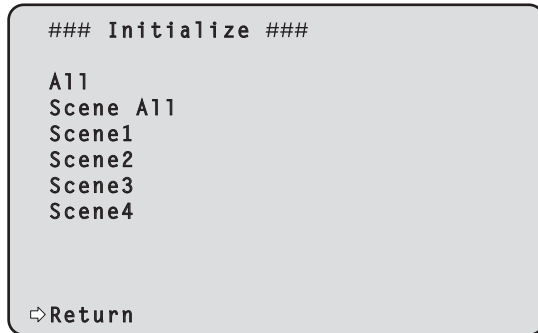 ### Initialize ###
All
Scene All
Scene1
Scene2
Scene3
Scene4
⇨Return